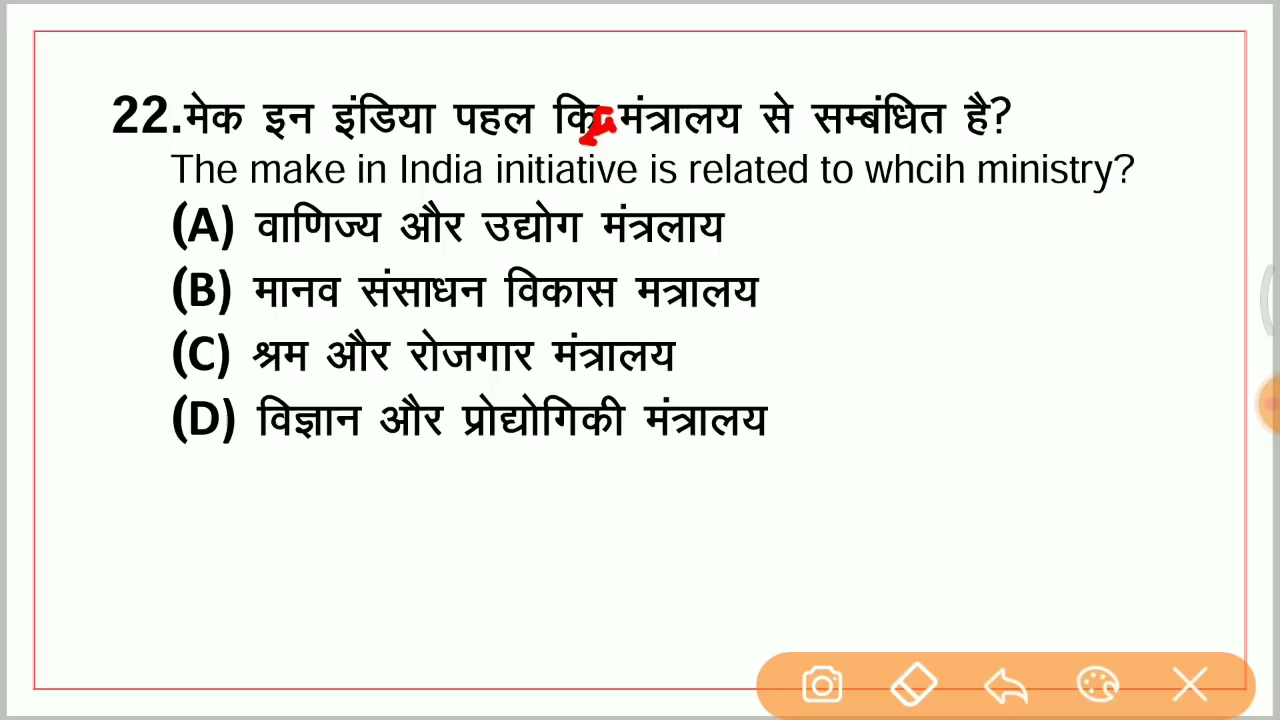 22.मेक इन इंडिया पहल कि मंत्रालय से सम्बंधित है?
The make in India initiative is related to whcih ministry?
(A) वाणिज्य और उद्योग मंत्रलाय
(B) मानव संसाधन विकास मत्रालय
(C) श्रम और रोजगार मंत्रालय
(D) विज्ञान और प्रोद्योगिकी मंत्रालय